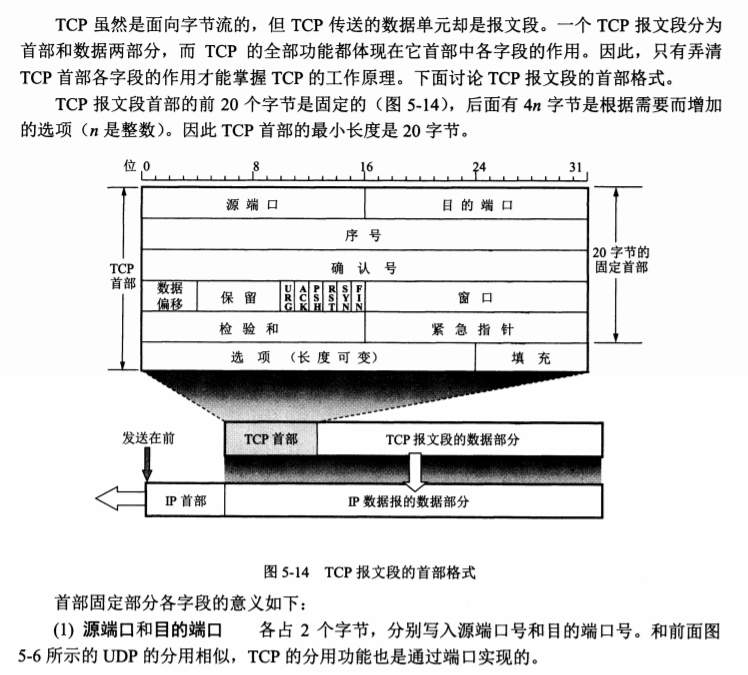 TCP 虽然是面向字节流的，但 TCP 传送的数据单元却是报文段。一个 TCP 报文段分为
首部和数据两部分，而 TCP 的全部功能都体现在它首部中各字段的作用。因此，只有弄清
TCP 首部各字段的作用才能掌握 TCP 的工作原理。下面讨论 TCP 报文段的首部格式。
TCP 报文段首部的前 20 个字节是固定的（图 5-14），后面有 4n 字节是根据需要而增加
的选项（n 是整数）。因此 TCP 首部的最小长度是 20 字节。
位 0 8 16 24 31
源 端 口 目 的 端 口
序 号
确 认 号
TCP
首部
20 字节的
固定首部
数据
偏移
保 留
URG ACK PSH RST SYN FIN
窗 口
检 验 和 紧 急 指 针
选 项 （长 度 可 变） 填 充
发送在前
TCP 首部 TCP 报文段的数据部分
IP 首部 IP 数据报的数据部分
图 5-14 TCP 报文段的首部格式
首部固定部分各字段的意义如下：
(1) 源端口和目的端口 各占 2 个字节，分别写入源端口号和目的端口号。和前面图
5-6 所示的 UDP 的分用相似，TCP 的分用功能也是通过端口实现的。